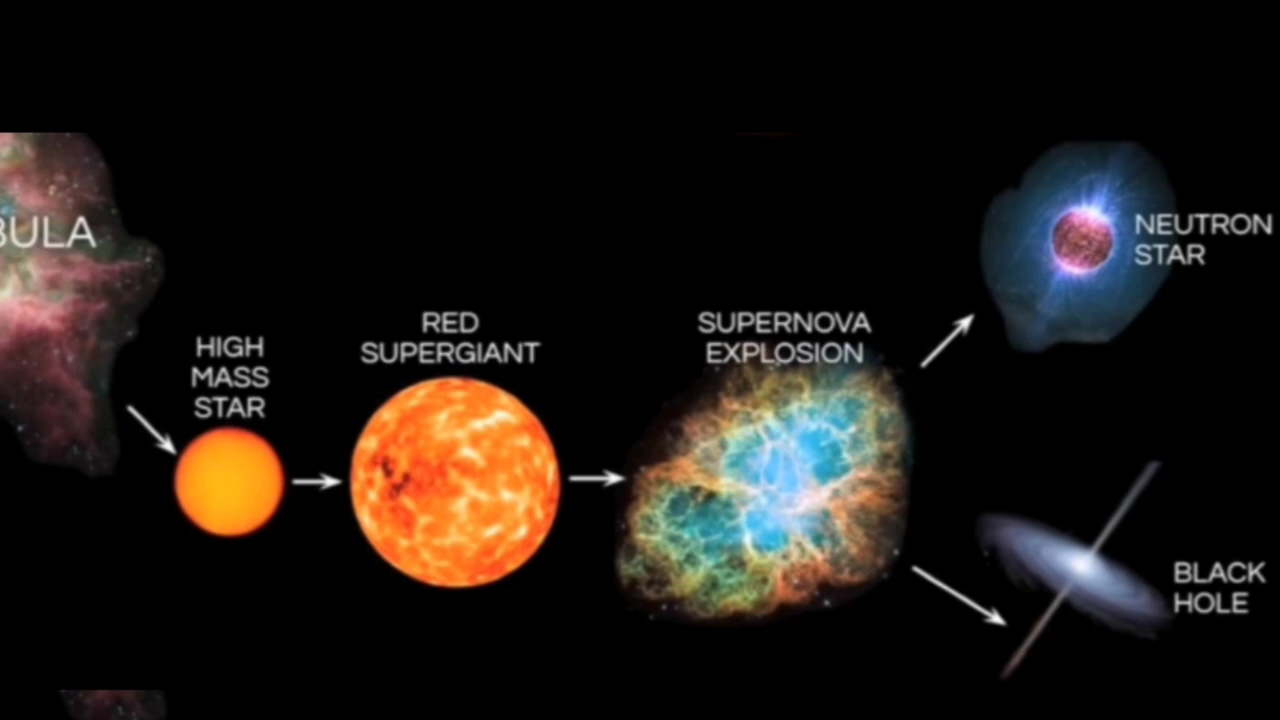 BULA
HIGH
MASS
STAR
RED
SUPERGIANT
SUPERNOVA
EXPLOSION
NEUTRON
STAR
BLACK
HOLE